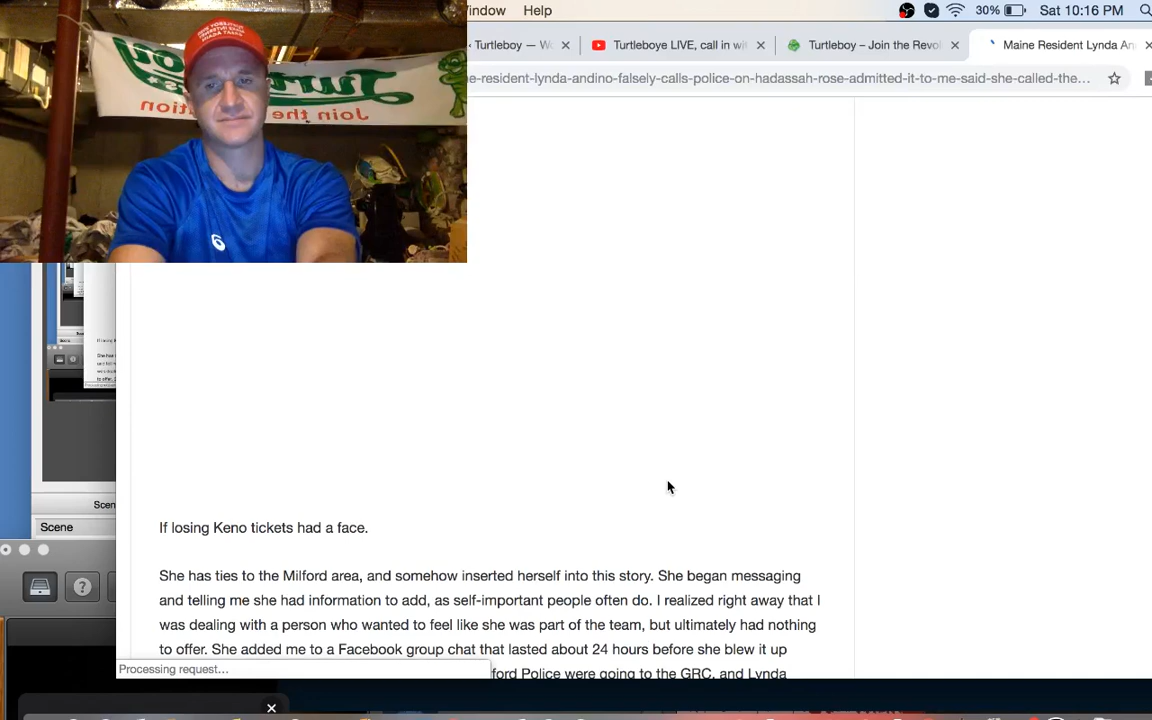 indow Help 30% Sat 10:16 PM
Turtleboy — Wo Turtleboye LIVE, call in wit Turtleboy – Join the Revol Maine Resident Lynda An
e-resident-lynda-andino-falsely-calls-police-on-hadassah-rose-admitted-it-to-me-said-she-called-the...
Join the
If losing Keno tickets had a face.
She has ties to the Milford area, and somehow inserted herself into this story. She began messaging
and telling me she had information to add, as self-important people often do. I realized right away that I
was dealing with a person who wanted to feel like she was part of the team, but ultimately had nothing
to offer. She added me to a Facebook group chat that lasted about 24 hours before she blew it up
ford Police were going to the GRC, and Lynda
Processing request...
Scen
Scene